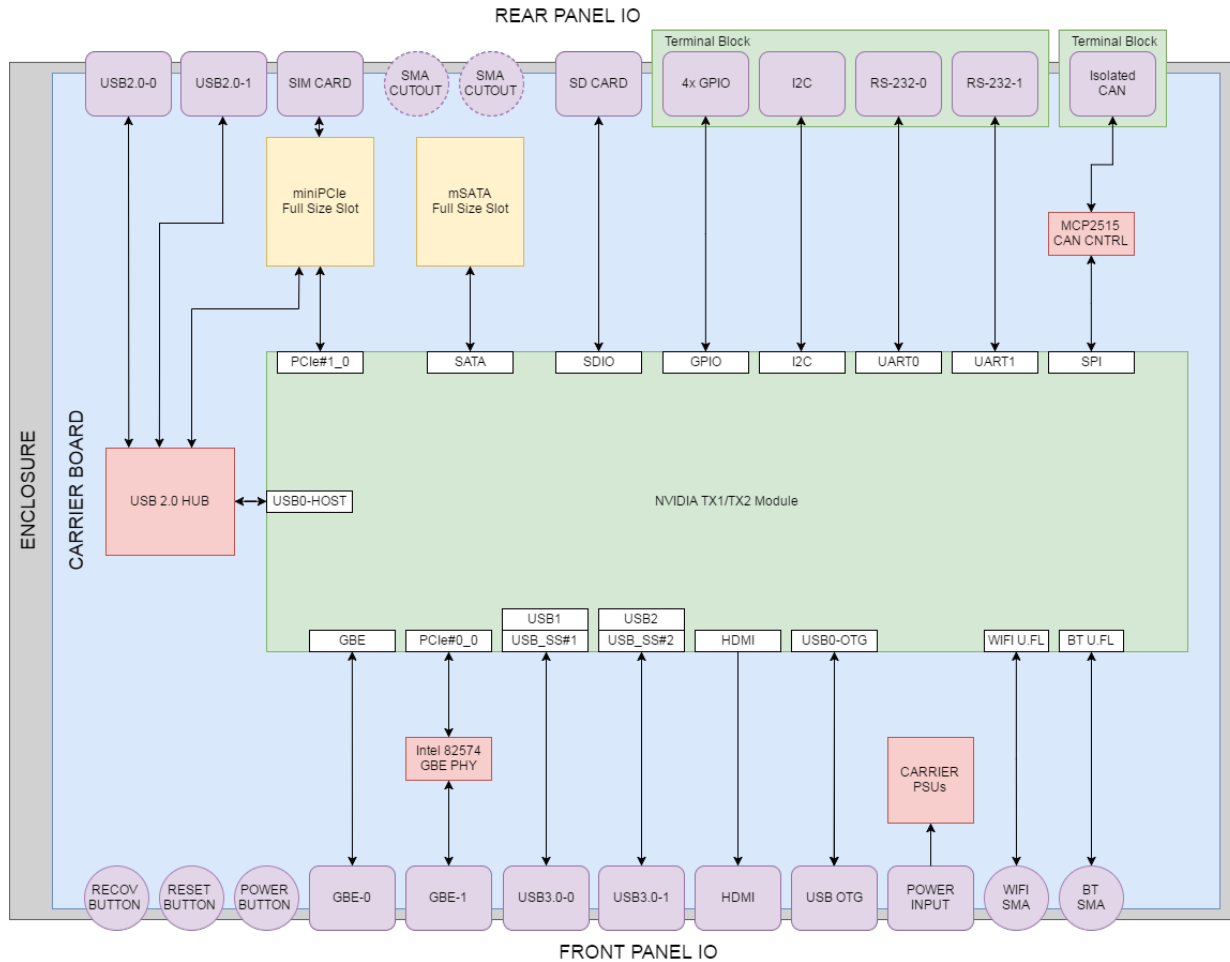 REAR PANEL IO
Terminal Block
Terminal Block
USB2.0-0
USB2.0-1
SIM CARD
SMA
CUTOUT
SMA
CUTOUT
SD CARD
4x GPIO
I2C
RS-232-0
RS-232-1
Isolated
CAN
miniPCIe
Full Size Slot
mSATA
Full Size Slot
MCP2515
CAN CNTRL
PCIe#1_0
SATA
SDIO
GPIO
I2C
UART0
UART1
SPI
ENCLOSURE
CARRIER BOARD
USB 2.0 HUB
USB0-HOST
NVIDIA TX1/TX2 Module
USB1
USB2
GBE
PCIe#0_0
USB_SS#1
USB_SS#2
HDMI
USB0-OTG
WIFI U.FL
BT U.FL
Intel 82574
GBE PHY
CARRIER
PSUs
RECOV
BUTTON
RESET
BUTTON
POWER
BUTTON
GBE-0
GBE-1
USB3.0-0
USB3.0-1
HDMI
USB OTG
POWER
INPUT
WIFI
SMA
BT
SMA
FRONT PANEL IO